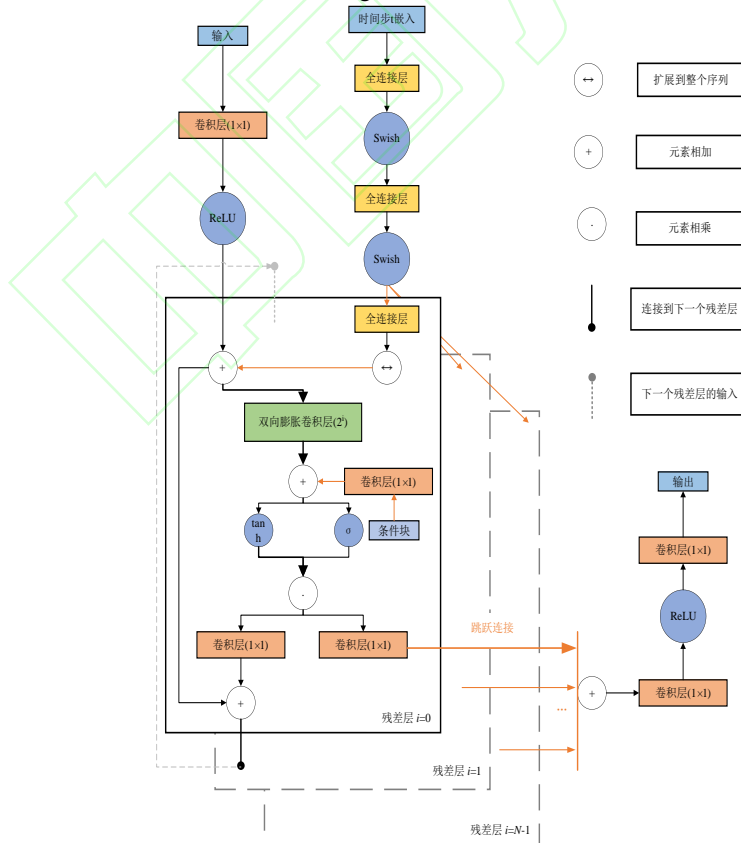 时间步t嵌入
输入
全连接层
卷积层(1×1)
Swish
全连接层
ReLU
Swish
全连接层
+
↔
双向膨胀卷积层(2ⁱ)
+
卷积层(1×1)
tan
h
σ
条件块
·
卷积层(1×1)
卷积层(1×1)
+
残差层 i=0
残差层 i=1
残差层 i=N-1
跳跃连接
...
+
输出
卷积层(1×1)
ReLU
卷积层(1×1)
↔
扩展到整个序列
+
元素相加
·
元素相乘
连接到下一个残差层
下一个残差层的输入